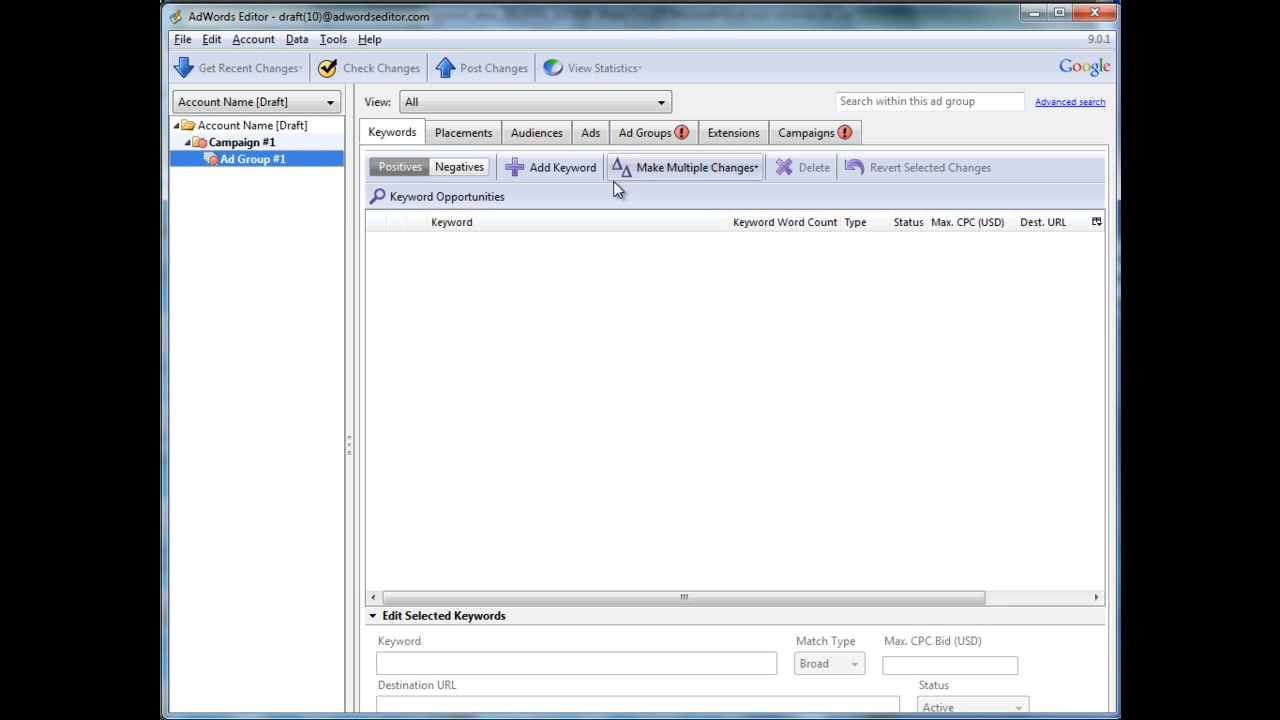 AdWords Editor - draft(10)@adwordseditor.com
File Edit Account Data Tools Help 9.0.1
Get Recent Changes Check Changes Post Changes View Statistics Google
Account Name [Draft] View: All Search within this ad group Advanced search
Account Name [Draft]
Campaign #1
Ad Group #1
Keywords Placements Audiences Ads Ad Groups ! Extensions Campaigns !
Positives Negatives Add Keyword Make Multiple Changes Delete Revert Selected Changes
Keyword Opportunities
Keyword Keyword Word Count Type Status Max. CPC (USD) Dest. URL
Edit Selected Keywords
Keyword Match Type Max. CPC Bid (USD)
Broad
Destination URL Status
Active